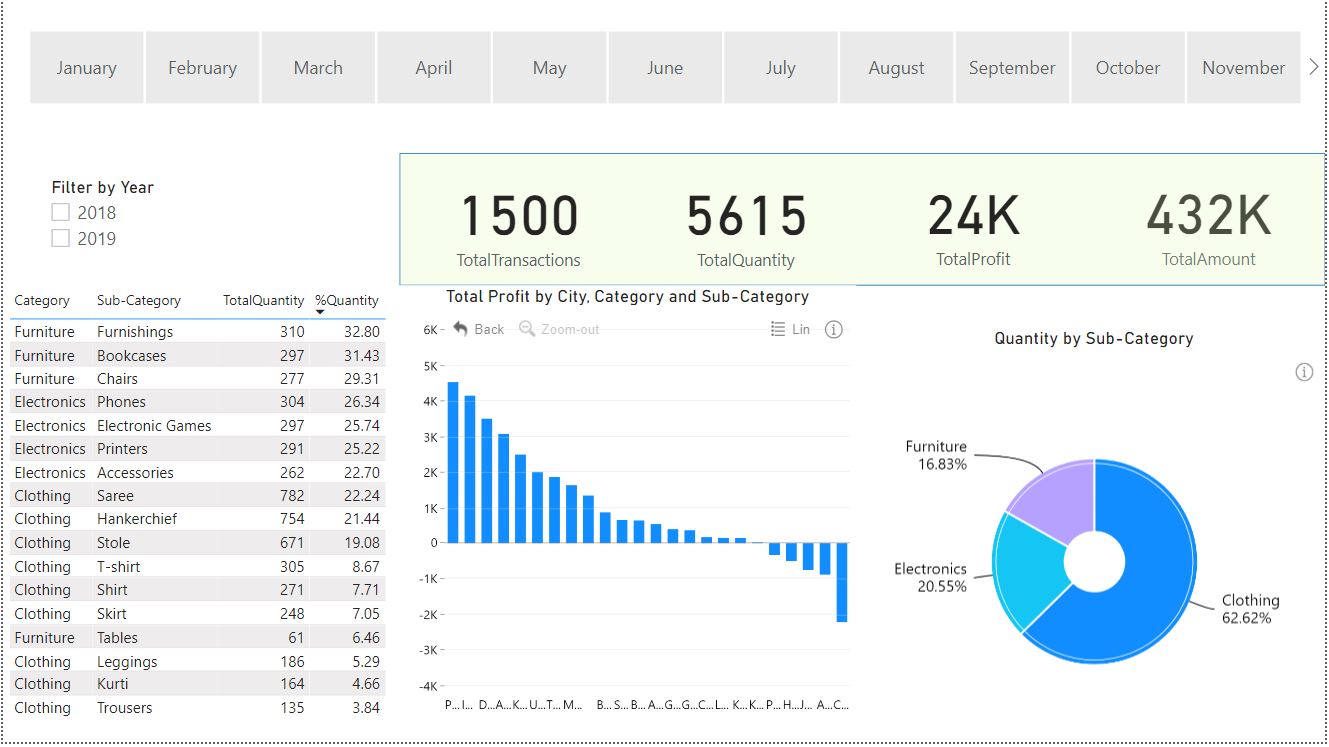 January February March April May June July August September October November
Filter by Year
2018
2019
1500 5615 24K 432K
TotalTransactions TotalQuantity TotalProfit TotalAmount
Category Sub-Category TotalQuantity %Quantity
Furniture Furnishings 310 32.80
Furniture Bookcases 297 31.43
Furniture Chairs 277 29.31
Electronics Phones 304 26.34
Electronics Electronic Games 297 25.74
Electronics Printers 291 25.22
Electronics Accessories 262 22.70
Clothing Saree 782 22.24
Clothing Hankerchief 754 21.44
Clothing Stole 671 19.08
Clothing T-shirt 305 8.67
Clothing Shirt 271 7.71
Clothing Skirt 248 7.05
Furniture Tables 61 6.46
Clothing Leggings 186 5.29
Clothing Kurti 164 4.66
Clothing Trousers 135 3.84
Total Profit by City, Category and Sub-Category
Back Zoom-out Lin
6K
5K
4K
3K
2K
1K
0
-1K
-2K
-3K
-4K
P... I... D... A... K... U... T... M... B... S... B... A... G... G... C... L... K... K... P... H... J... A... C...
Quantity by Sub-Category
Furniture
16.83%
Electronics
20.55%
Clothing
62.62%